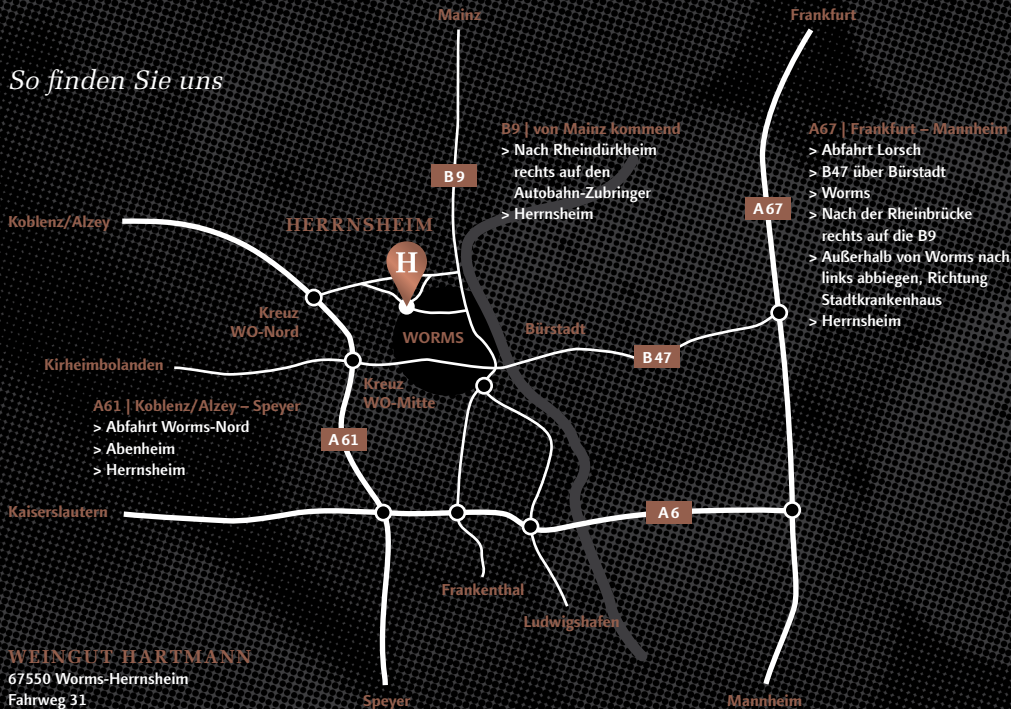 Mainz
Frankfurt
So finden Sie uns
B9 | von Mainz kommend
> Nach Rheindürkheim
rechts auf den
Autobahn-Zubringer
> Herrnsheim
A67 | Frankfurt – Mannheim
> Abfahrt Lorsch
> B47 über Bürstadt
> Worms
> Nach der Rheinbrücke
rechts auf die B9
> Außerhalb von Worms nach
links abbiegen, Richtung
Stadtkrankenhaus
> Herrnsheim
B9
A67
Koblenz/Alzey
HERRNSHEIM
H
Kreuz
WO-Nord
WORMS
Bürstadt
B47
Kirheimbolanden
Kreuz
WO-Mitte
A61 | Koblenz/Alzey – Speyer
> Abfahrt Worms-Nord
> Abenheim
> Herrnsheim
A61
Kaiserslautern
A6
Frankenthal
Ludwigshafen
WEINGUT HARTMANN
67550 Worms-Herrnsheim
Fahrweg 31
Speyer
Mannheim